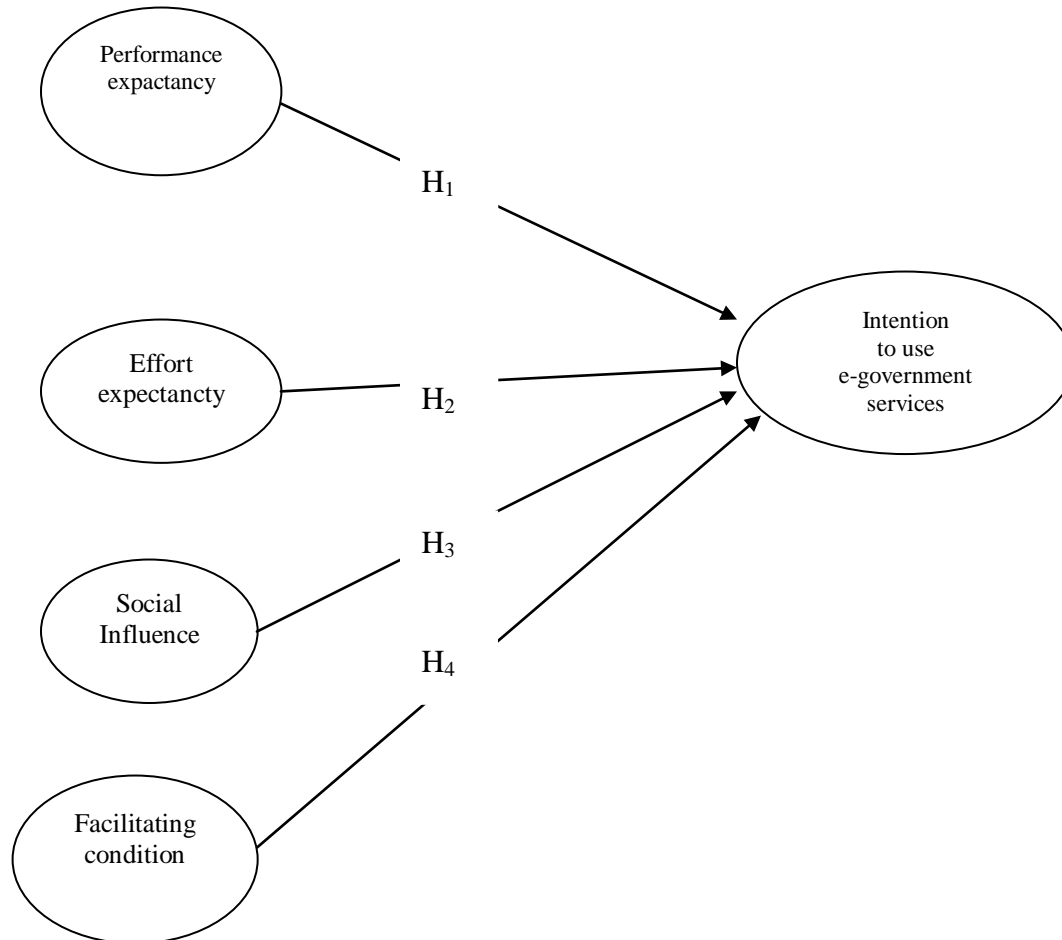 Performance
expactancy
H₁
Effort
expectancty
H₂
Social
Influence
H₃
Facilitating
condition
H₄
Intention
to use
e-government
services